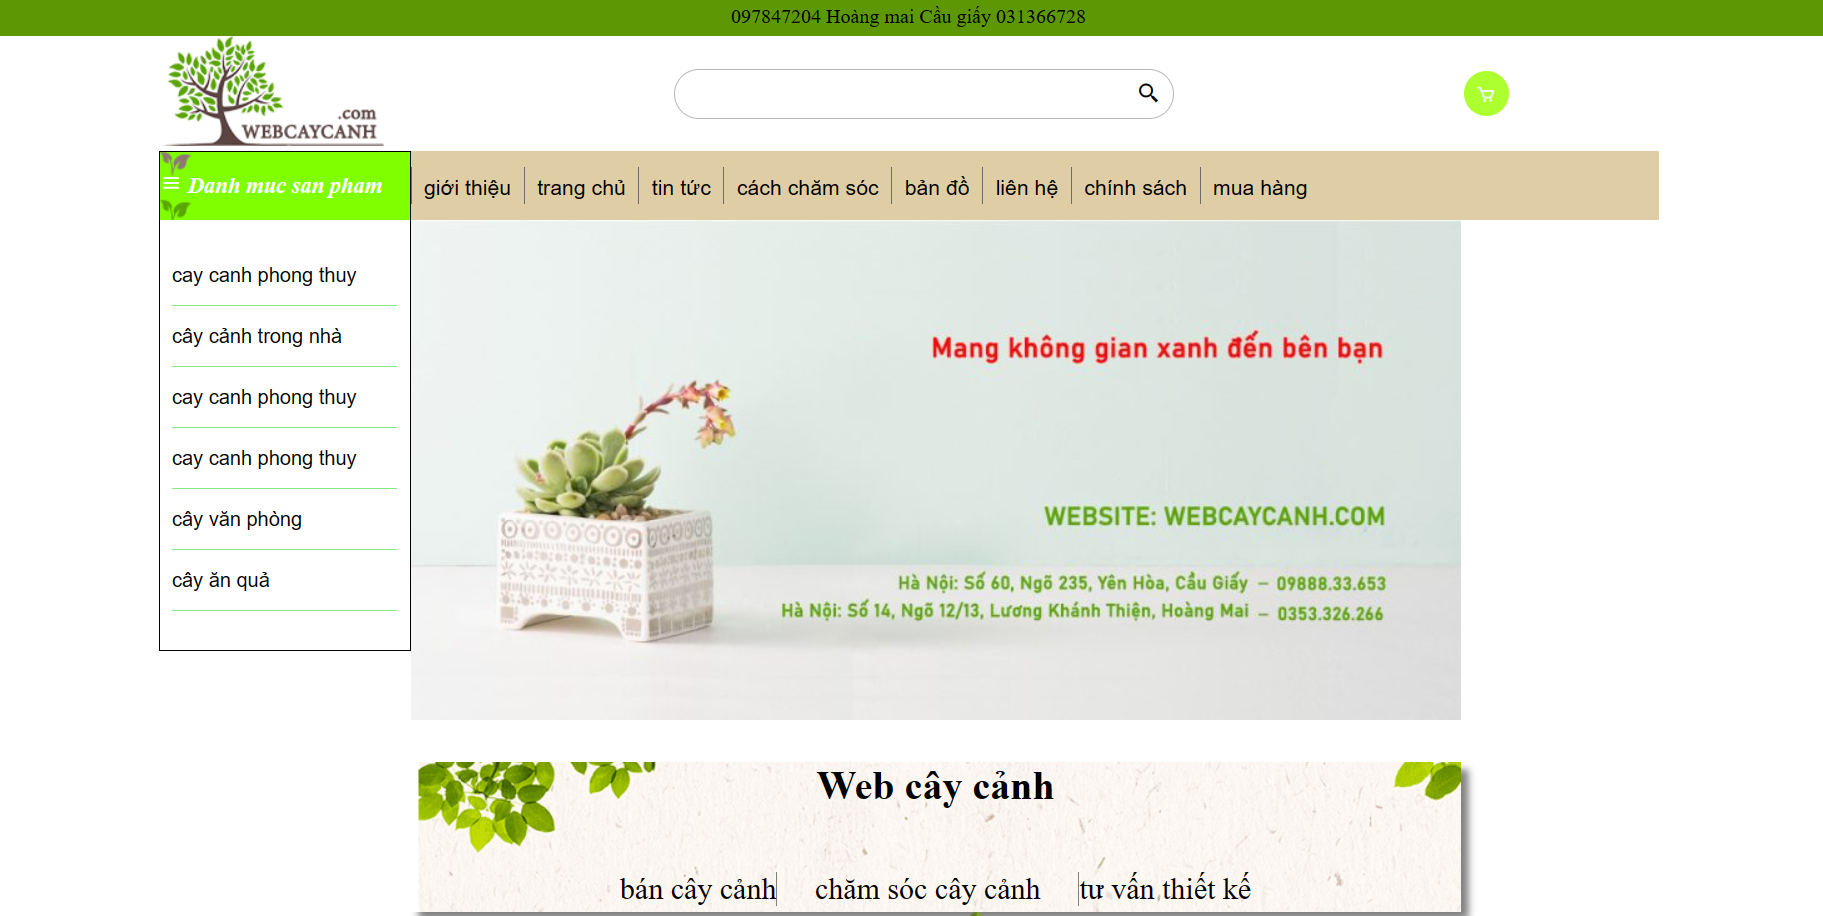 097847204 Hoàng mai Cầu giấy 031366728
.com
WEBCAYCANH
Danh muc san pham
giới thiệu
trang chủ
tin tức
cách chăm sóc
bản đồ
liên hệ
chính sách
mua hàng
cay canh phong thuy
cây cảnh trong nhà
cay canh phong thuy
cay canh phong thuy
cây văn phòng
cây ăn quả
Mang không gian xanh đến bên bạn
WEBSITE: WEBCAYCANH.COM
Hà Nội: Số 60, Ngõ 235, Yên Hòa, Cầu Giấy – 09888.33.653
Hà Nội: Số 14, Ngõ 12/13, Lương Khánh Thiện, Hoàng Mai – 0353.326.266
Web cây cảnh
bán cây cảnh
chăm sóc cây cảnh
tư vấn thiết kế